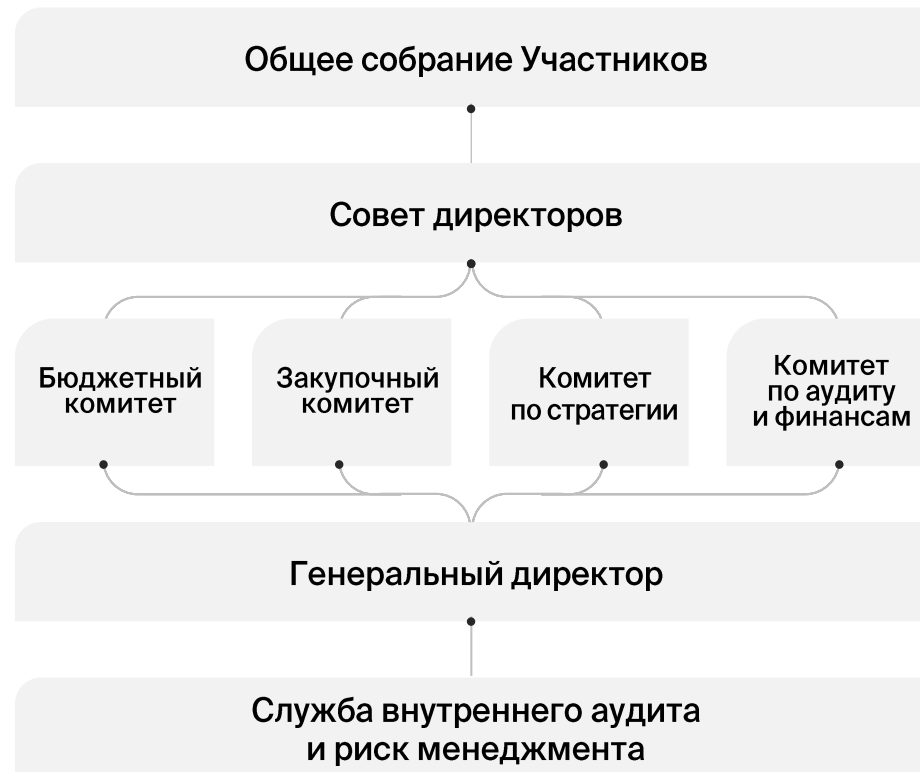 Общее собрание Участников
Совет директоров
Бюджетный
комитет
Закупочный
комитет
Комитет
по стратегии
Комитет
по аудиту
и финансам
Генеральный директор
Служба внутреннего аудита
и риск менеджмента